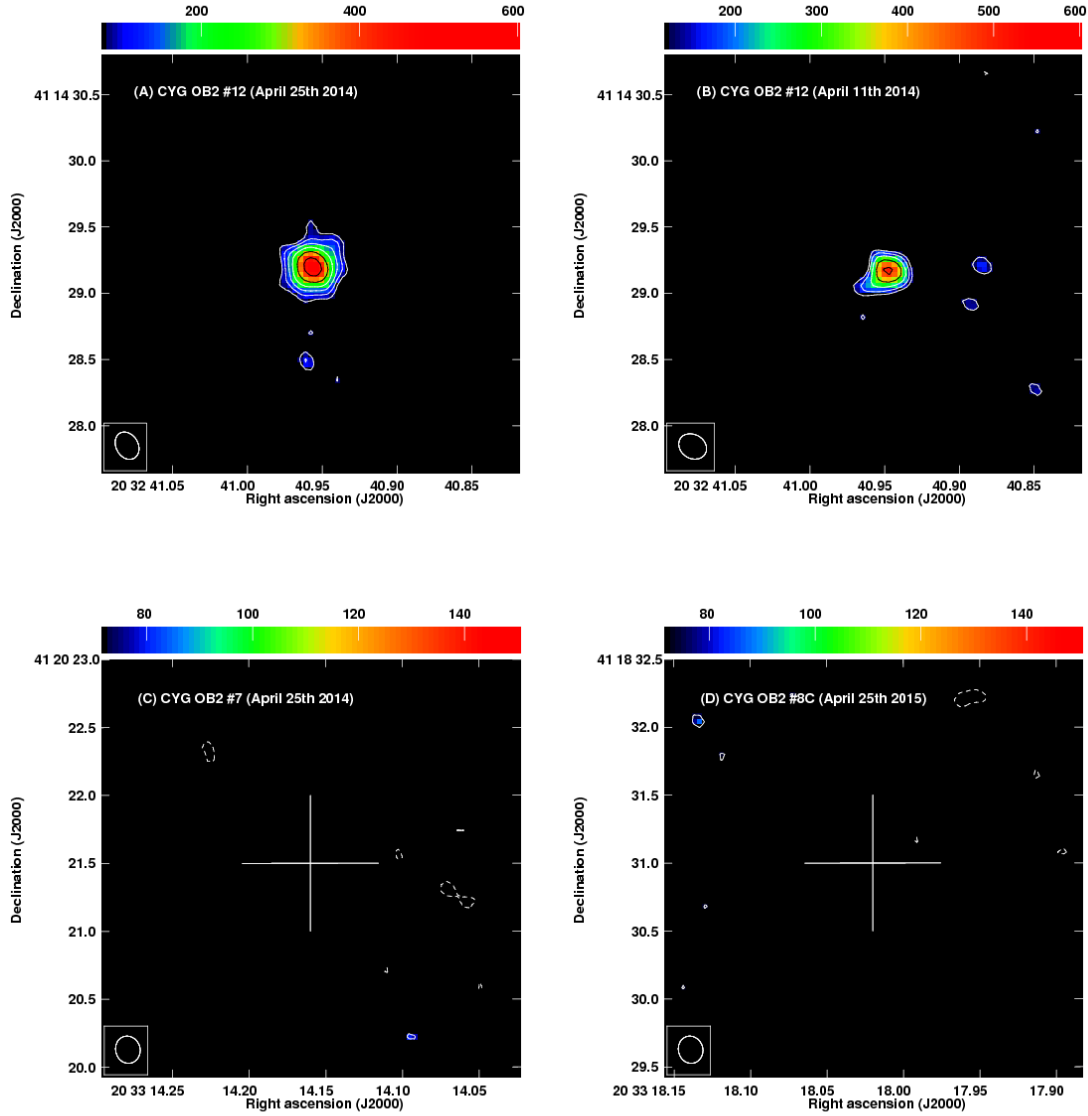 200 400 600
(A) CYG OB2 #12 (April 25th 2014)
41 14 30.5
30.0
29.5
29.0
28.5
28.0
Declination (J2000)
20 32 41.05 41.00 40.95 40.90 40.85
Right ascension (J2000)
200 300 400 500 600
(B) CYG OB2 #12 (April 11th 2014)
41 14 30.5
30.0
29.5
29.0
28.5
28.0
Declination (J2000)
20 32 41.05 41.00 40.95 40.90 40.85
Right ascension (J2000)
80 100 120 140
41 20 23.0
(C) CYG OB2 #7 (April 25th 2014)
22.5
22.0
21.5
21.0
20.5
20.0
Declination (J2000)
20 33 14.25 14.20 14.15 14.10 14.05
Right ascension (J2000)
80 100 120 140
41 18 32.5
(D) CYG OB2 #8C (April 25th 2015)
32.0
31.5
31.0
30.5
30.0
29.5
Declination (J2000)
20 33 18.15 18.10 18.05 18.00 17.95 17.90
Right ascension (J2000)